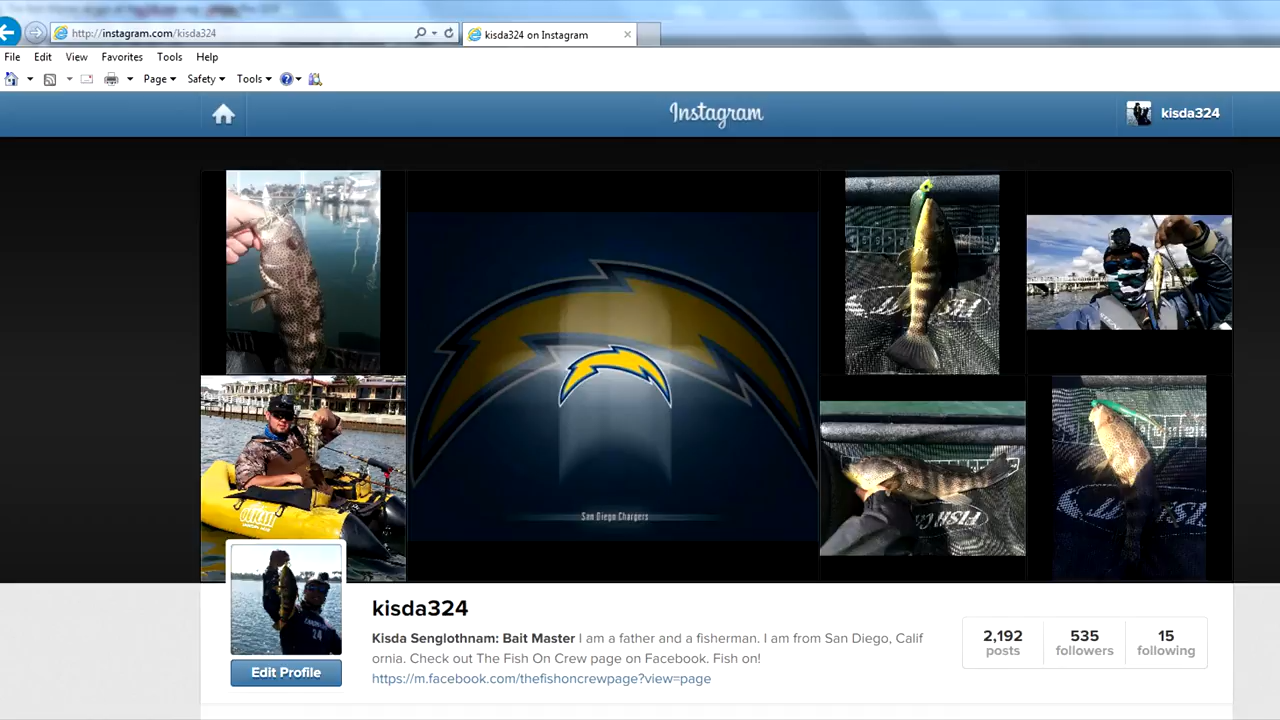 http://instagram.com/kisda324
kisda324 on Instagram
File Edit View Favorites Tools Help
Page Safety Tools
Instagram
kisda324
San Diego Chargers
FISH
24
kisda324
Kisda Senglothnam: Bait Master I am a father and a fisherman. I am from San Diego, Calif
ornia. Check out The Fish On Crew page on Facebook. Fish on!
https://m.facebook.com/thefishoncrewpage?view=page
Edit Profile
2,192 535 15
posts followers following